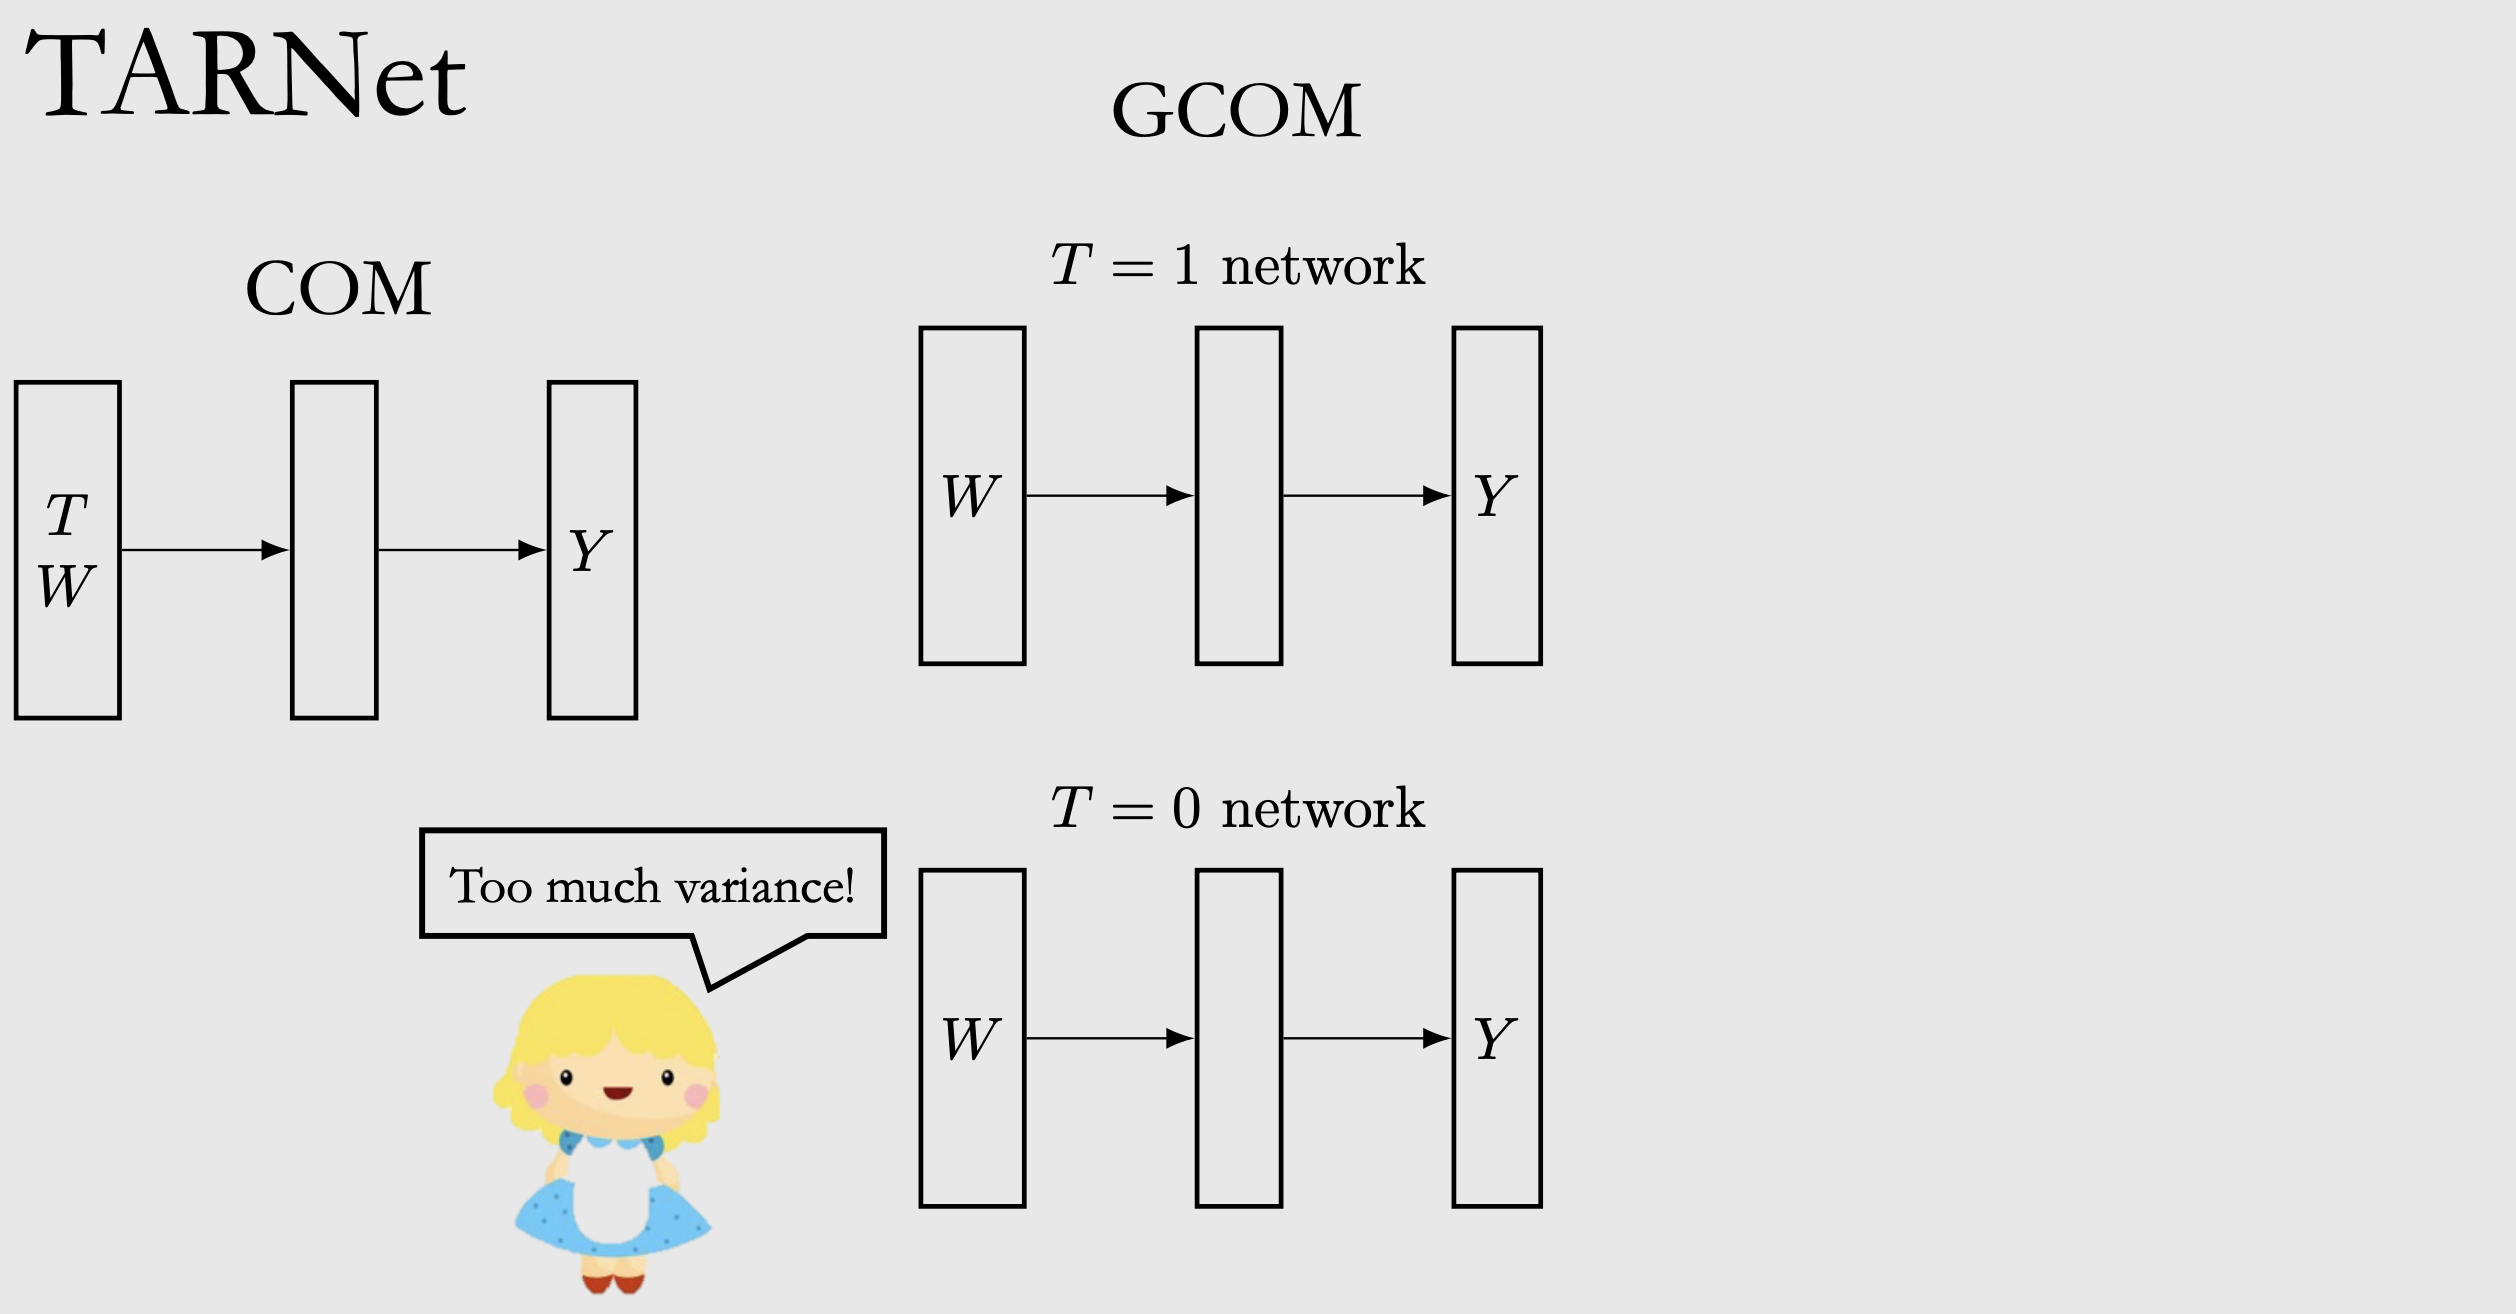 TARNet
COM
T
W
Y
GCOM
T = 1 network
W
Y
T = 0 network
W
Y
Too much variance!